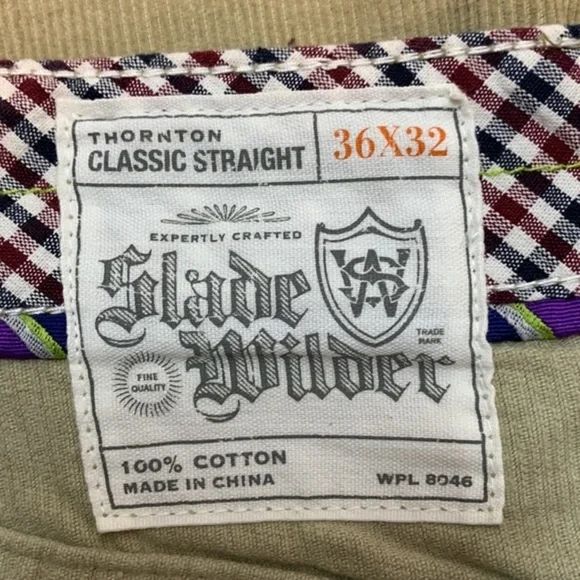 THORNTON
CLASSIC STRAIGHT
36X32
EXPERTLY CRAFTED
Slade
Wilder
SW
TRADE
MARK
FINE
QUALITY
100% COTTON
MADE IN CHINA
WPL 8046